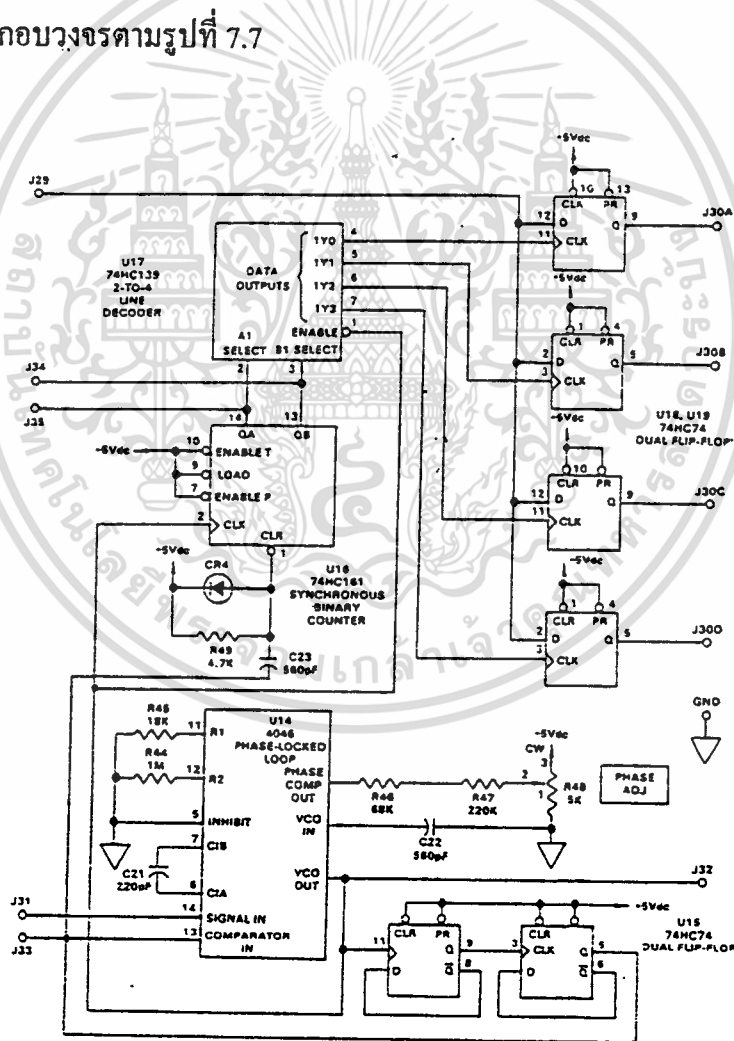 กอบวงจรตามรูปที่ 7.7
+5Vdc
J29
10 13
CLR PR
12 D Q 9
J30A
11 CLK
U17
74HC139
2-TO-4
LINE
DECODER
DATA
OUTPUTS
1Y0 4
1Y1 5
1Y2 6
1Y3 7
ENABLE 1
A1
SELECT B1 SELECT
2 3
+5Vdc
1 4
CLR PR
2 D Q 5
J30B
3 CLK
J34
J35
14 13
QA QB
U18, U19
74HC74
DUAL FLIP-FLOP
+5Vdc
10
CLR PR
12 D Q 9
J30C
11 CLK
+5Vdc
10 ENABLE T
9 LOAD
7 ENABLE P
2 CLK
CLR
1
U16
74HC161
SYNCHRONOUS
BINARY
COUNTER
+5Vdc
CR4
R49
4.7K
C23
560pF
+5Vdc
1 4
CLR PR
2 D Q 5
J30D
3 CLK
GND
U14
4046
PHASE-LOCKED
LOOP
R45
18K
11 R1
R44
1M
12 R2
5 INHIBIT
7 C1B
C21
220pF
6 C1A
14 SIGNAL IN
13 COMPARATOR
IN
PHASE
COMP
OUT
VCO
IN
VCO
OUT
R46
68K
R47
220K
+5Vdc
CW 3
2
1
R48
5K
PHASE
ADJ
C22
560pF
J32
J31
J33
+5Vdc
U15
74HC74
DUAL FLIP-FLOP
CLR PR
11
Q 9
D Q 8
CLR PR
3 CLK Q 5
D Q 6